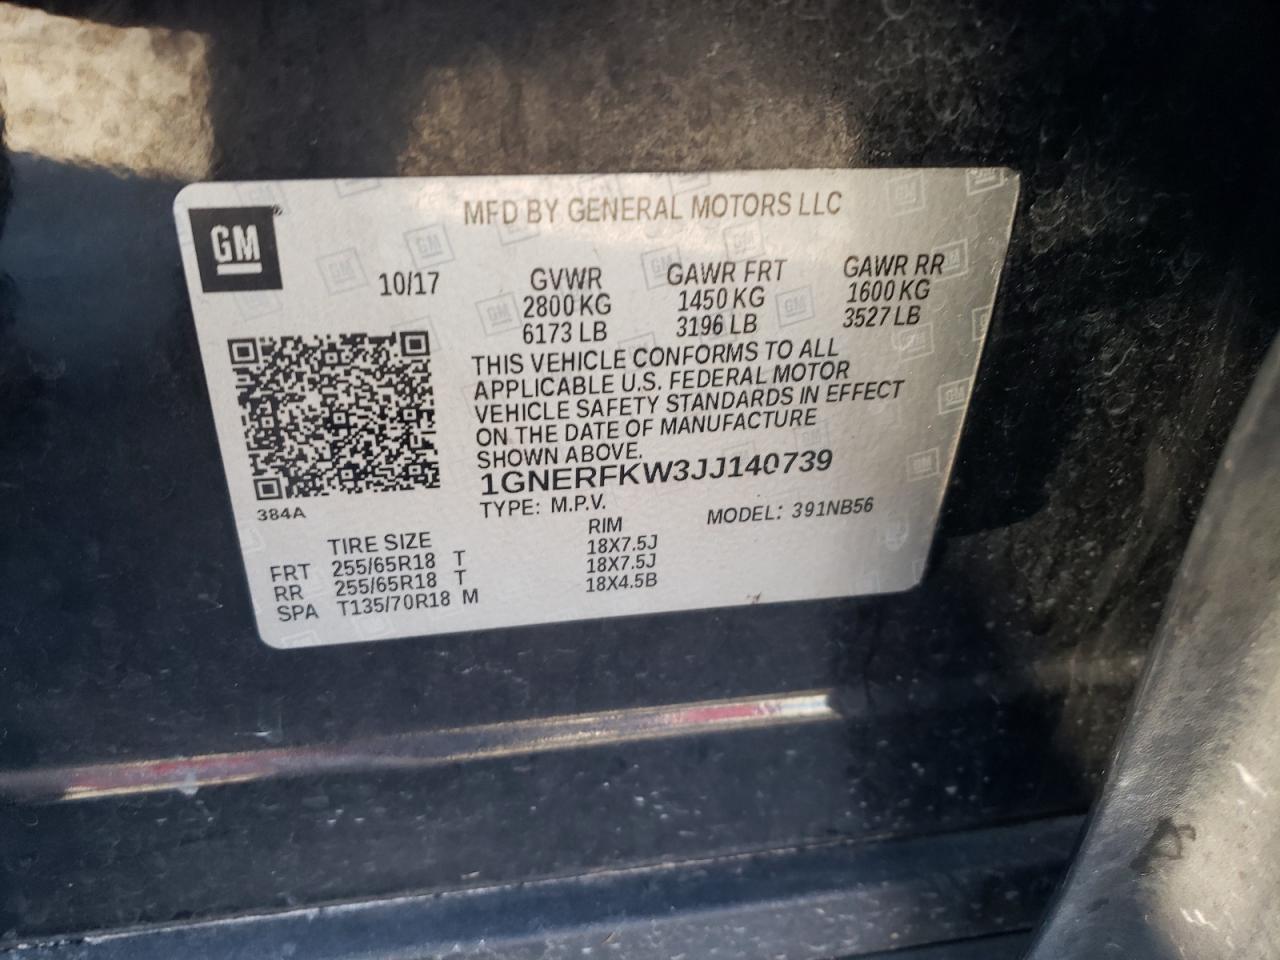 GM
MFD BY GENERAL MOTORS LLC
10/17 GVWR GAWR FRT GAWR RR
2800 KG 1450 KG 1600 KG
6173 LB 3196 LB 3527 LB
THIS VEHICLE CONFORMS TO ALL
APPLICABLE U.S. FEDERAL MOTOR
VEHICLE SAFETY STANDARDS IN EFFECT
ON THE DATE OF MANUFACTURE
SHOWN ABOVE.
1GNERFKW3JJ140739
384A
TYPE: M.P.V. MODEL: 391NB56
TIRE SIZE RIM
FRT 255/65R18 T 18X7.5J
RR 255/65R18 T 18X7.5J
SPA T135/70R18 M 18X4.5B